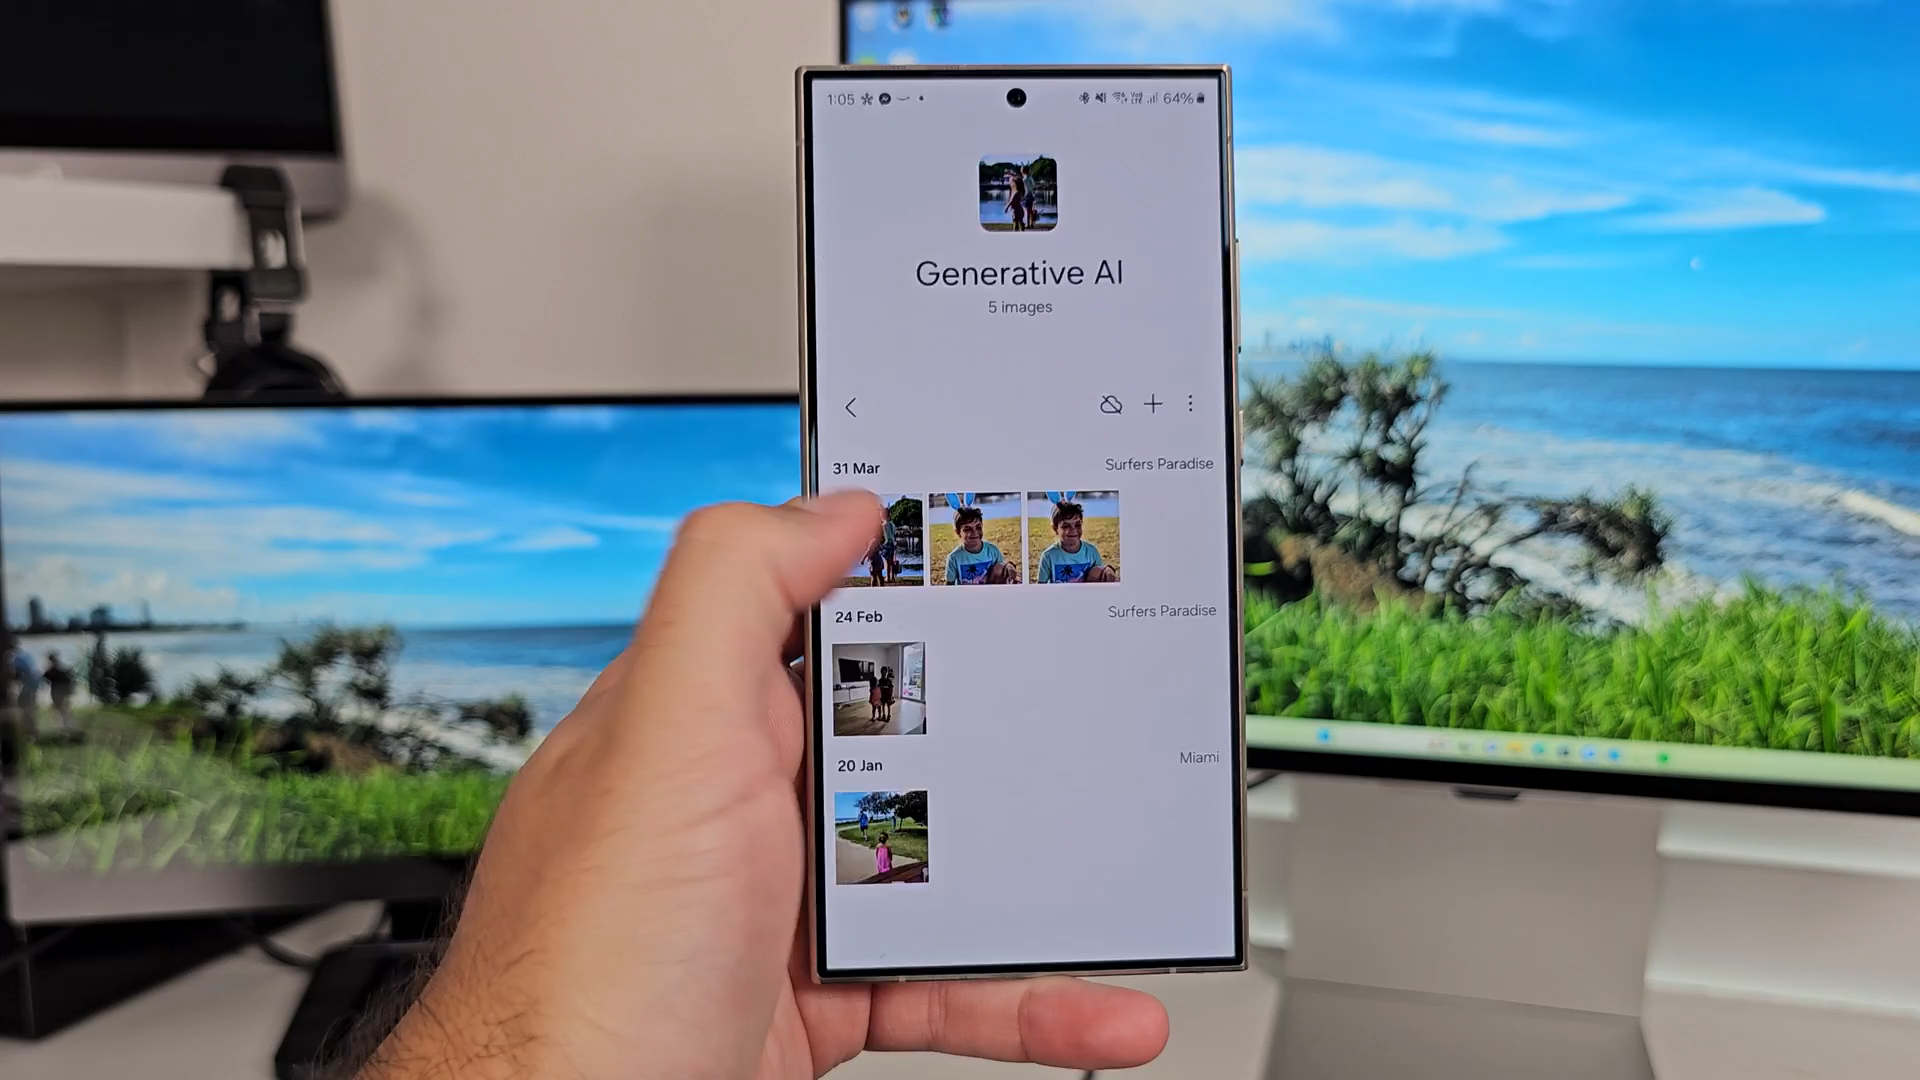 1:05
64%
Generative AI
5 images
31 Mar
Surfers Paradise
24 Feb
Surfers Paradise
20 Jan
Miami